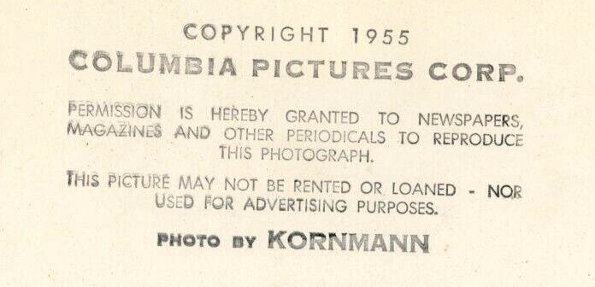 COPYRIGHT 1955
COLUMBIA PICTURES CORP.
PERMISSION IS HEREBY GRANTED TO NEWSPAPERS,
MAGAZINES AND OTHER PERIODICALS TO REPRODUCE
THIS PHOTOGRAPH.
THIS PICTURE MAY NOT BE RENTED OR LOANED - NOR
USED FOR ADVERTISING PURPOSES.
PHOTO BY KORNMANN